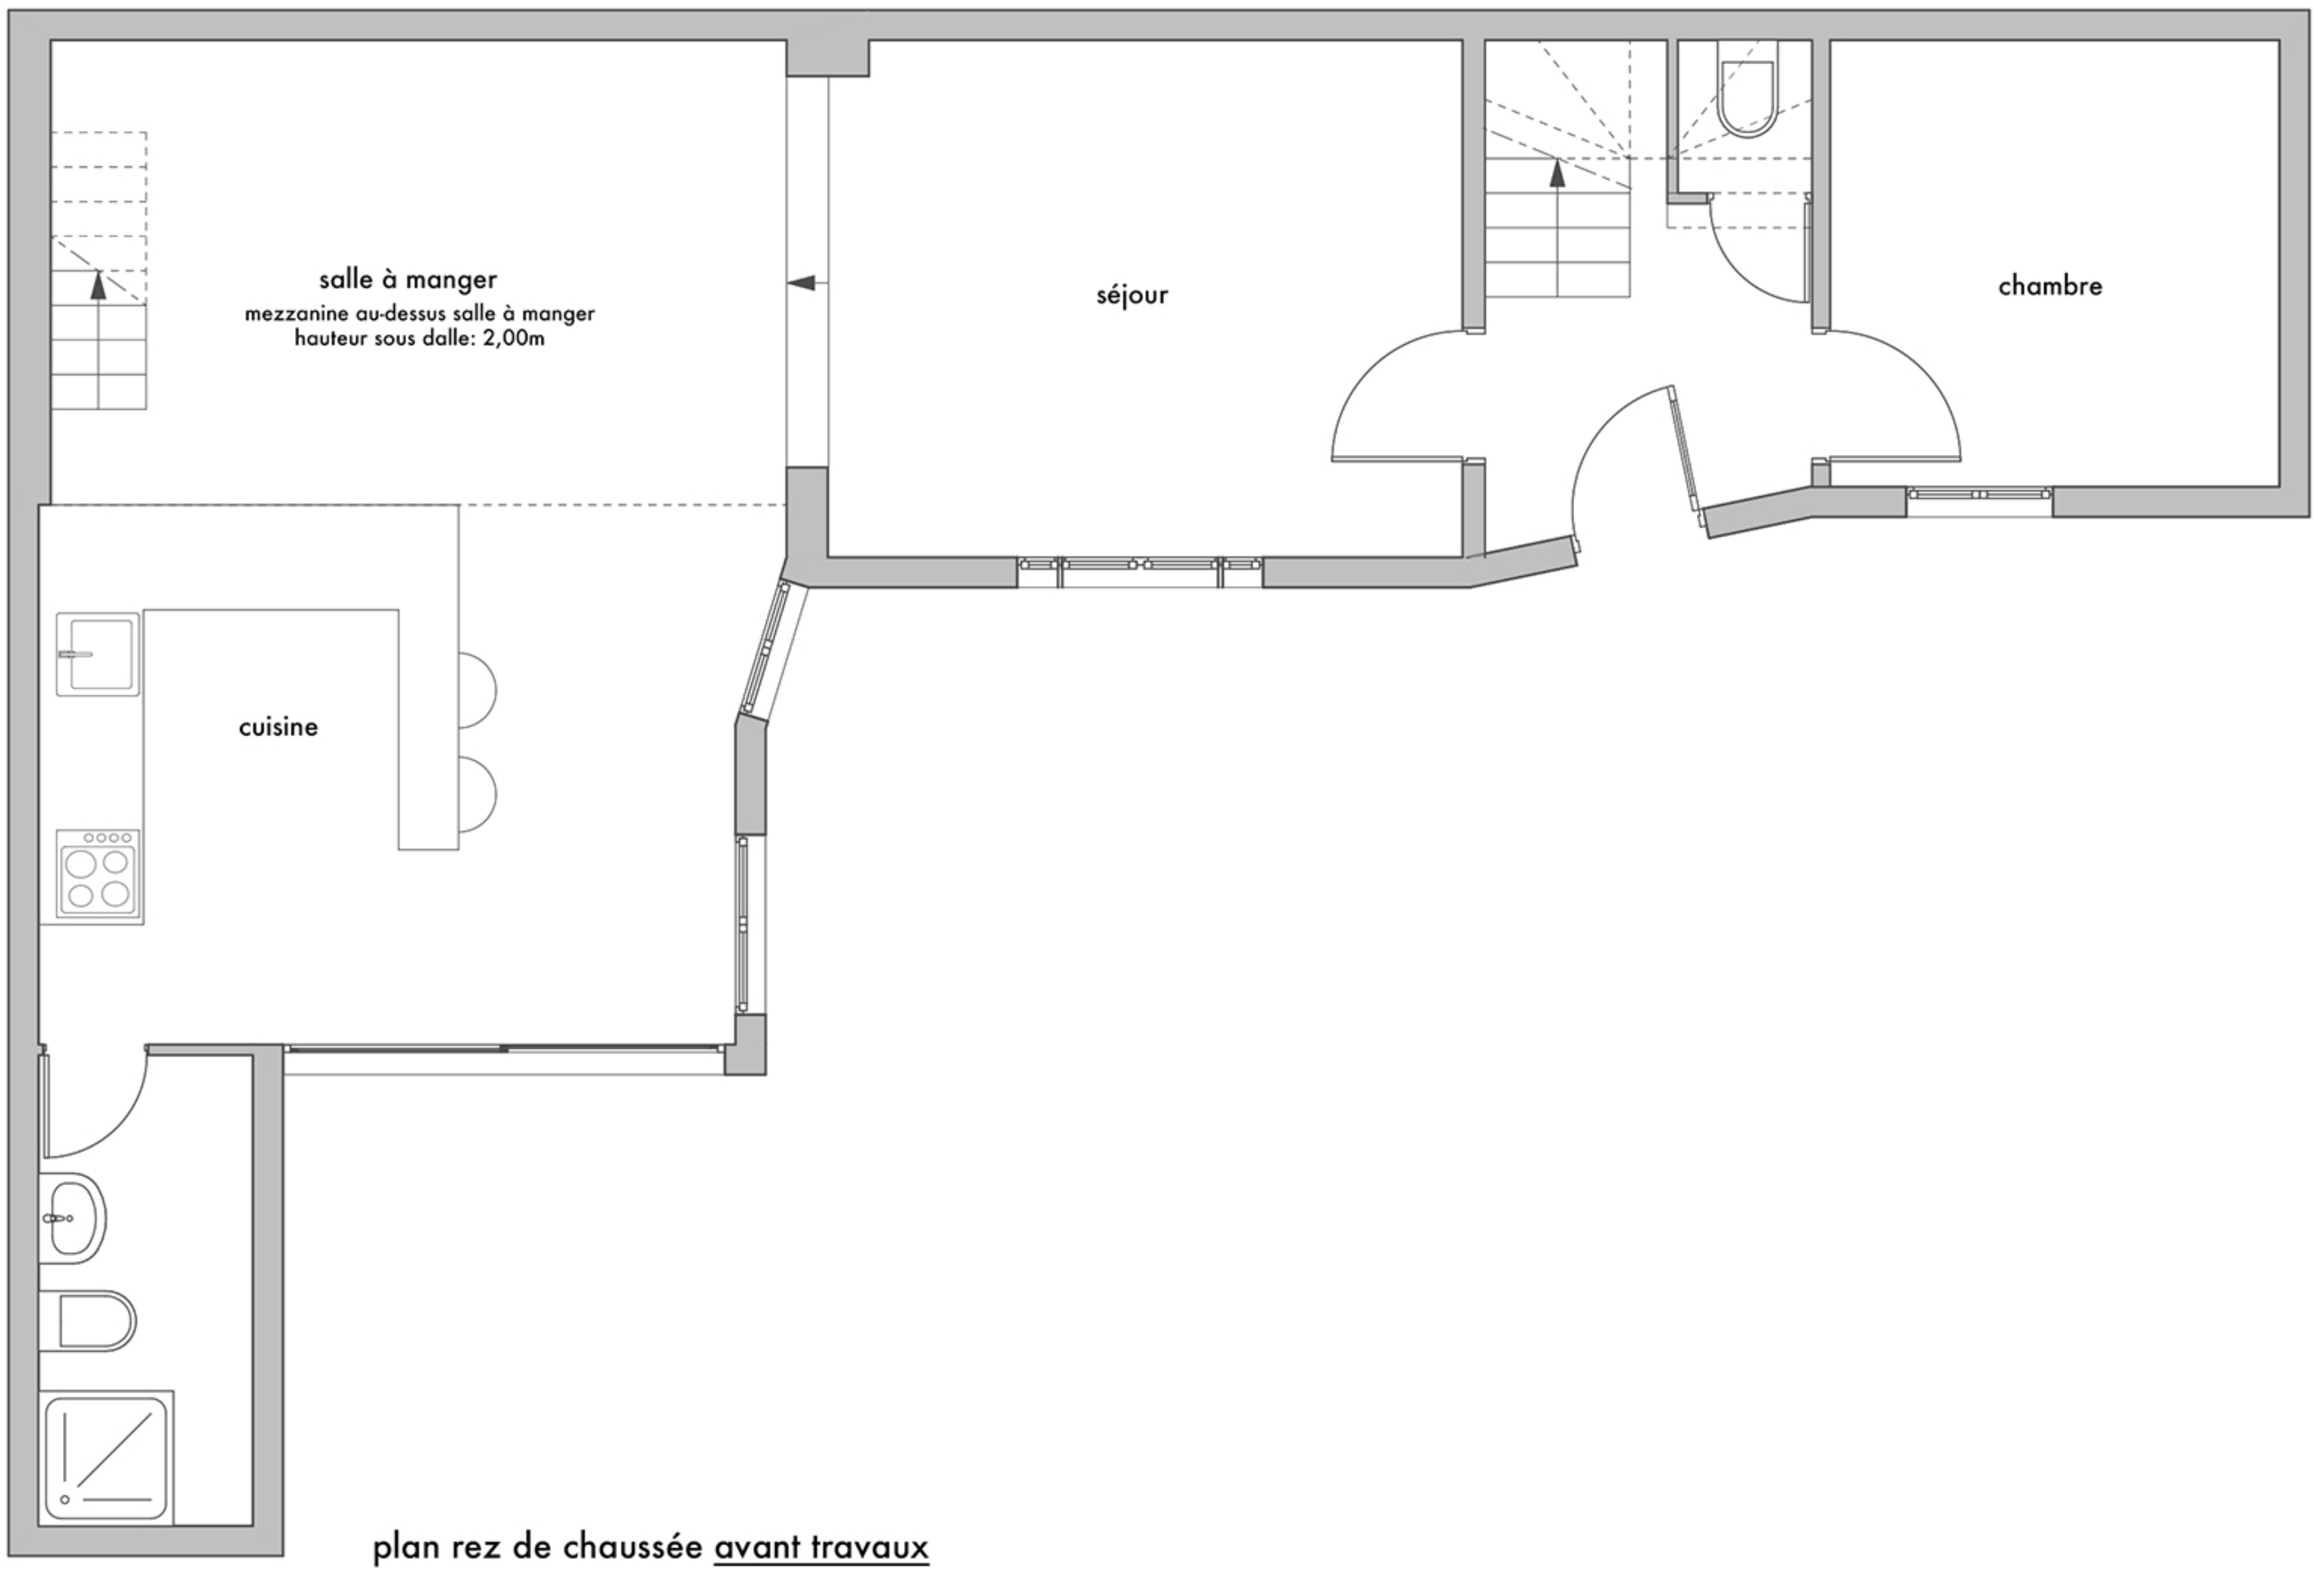 salle à manger
mezzanine au-dessus salle à manger
hauteur sous dalle: 2,00m
séjour
chambre
cuisine
plan rez de chaussée avant travaux